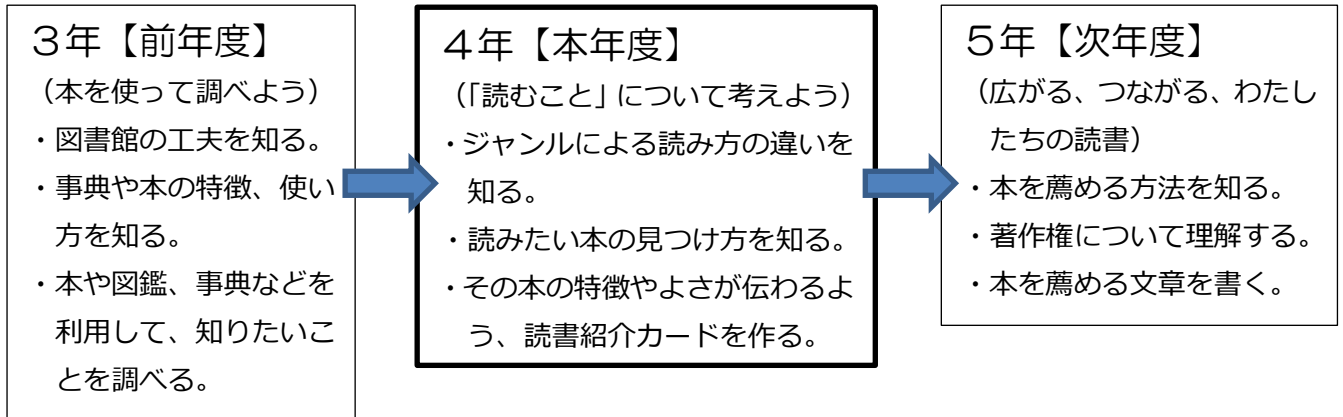 ３年【前年度】
（本を使って調べよう）
・図書館の工夫を知る。
・事典や本の特徴、使い
方を知る。
・本や図鑑、事典などを
利用して、知りたいこ
とを調べる。
４年【本年度】
（「読むこと」について考えよう）
・ジャンルによる読み方の違いを
知る。
・読みたい本の見つけ方を知る。
・その本の特徴やよさが伝わるよ
う、読書紹介カードを作る。
５年【次年度】
（広がる、つながる、わたし
たちの読書）
・本を薦める方法を知る。
・著作権について理解する。
・本を薦める文章を書く。